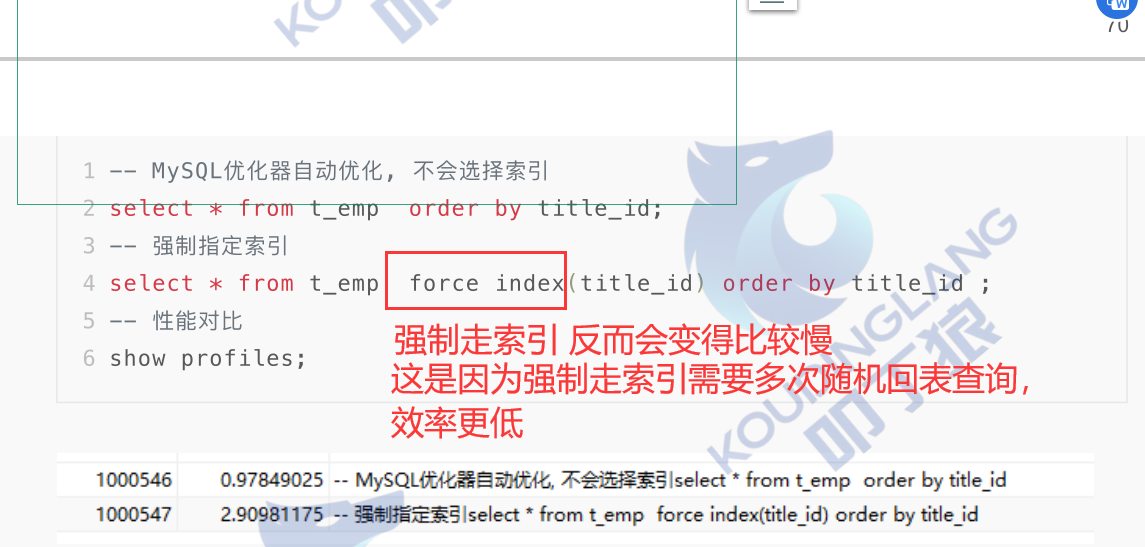 70
1 -- MySQL优化器自动优化, 不会选择索引
2 select * from t_emp  order by title_id;
3 -- 强制指定索引
4 select * from t_emp  force index(title_id) order by title_id ;
5 -- 性能对比
6 show profiles;
强制走索引 反而会变得比较慢
这是因为强制走索引需要多次随机回表查询，
效率更低
KOUDINGLANG
叩丁狼
1000546 0.97849025 -- MySQL优化器自动优化, 不会选择索引select * from t_emp  order by title_id
1000547 2.90981175 -- 强制指定索引select * from t_emp  force index(title_id) order by title_id